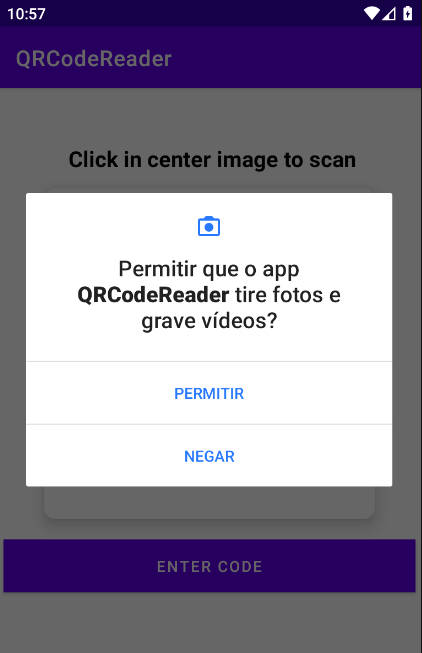 10:57
QRCodeReader
Click in center image to scan
Permitir que o app
QRCodeReader tire fotos e
grave vídeos?
PERMITIR
NEGAR
ENTER CODE